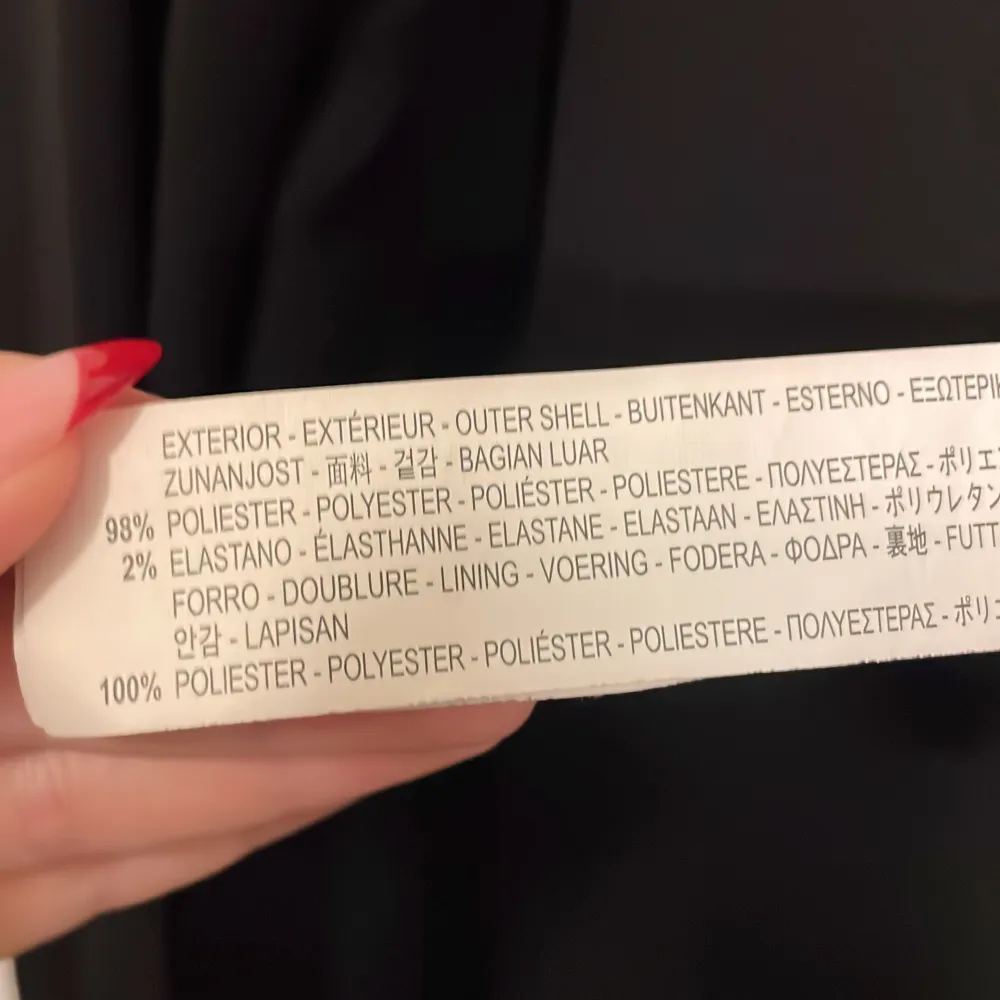 EXTERIOR - EXTÉRIEUR - OUTER SHELL - BUITENKANT - ESTERNO - ΕΞΩΤΕΡΙ
ZUNANJOST - 面料 - 겉감 - BAGIAN LUAR
98% POLIESTER - POLYESTER - POLIÉSTER - POLIESTERE - ΠΟΛΥΕΣΤΕΡΑΣ - ポリエ
2% ELASTANO - ÉLASTHANNE - ELASTANE - ELASTAAN - ΕΛΑΣΤΙΝΗ - ポリウレタン
FORRO - DOUBLURE - LINING - VOERING - FODERA - ΦΟΔΡΑ - 裏地 - FUTT
안감 - LAPISAN
100% POLIESTER - POLYESTER - POLIÉSTER - POLIESTERE - ΠΟΛΥΕΣΤΕΡΑΣ - ポリ